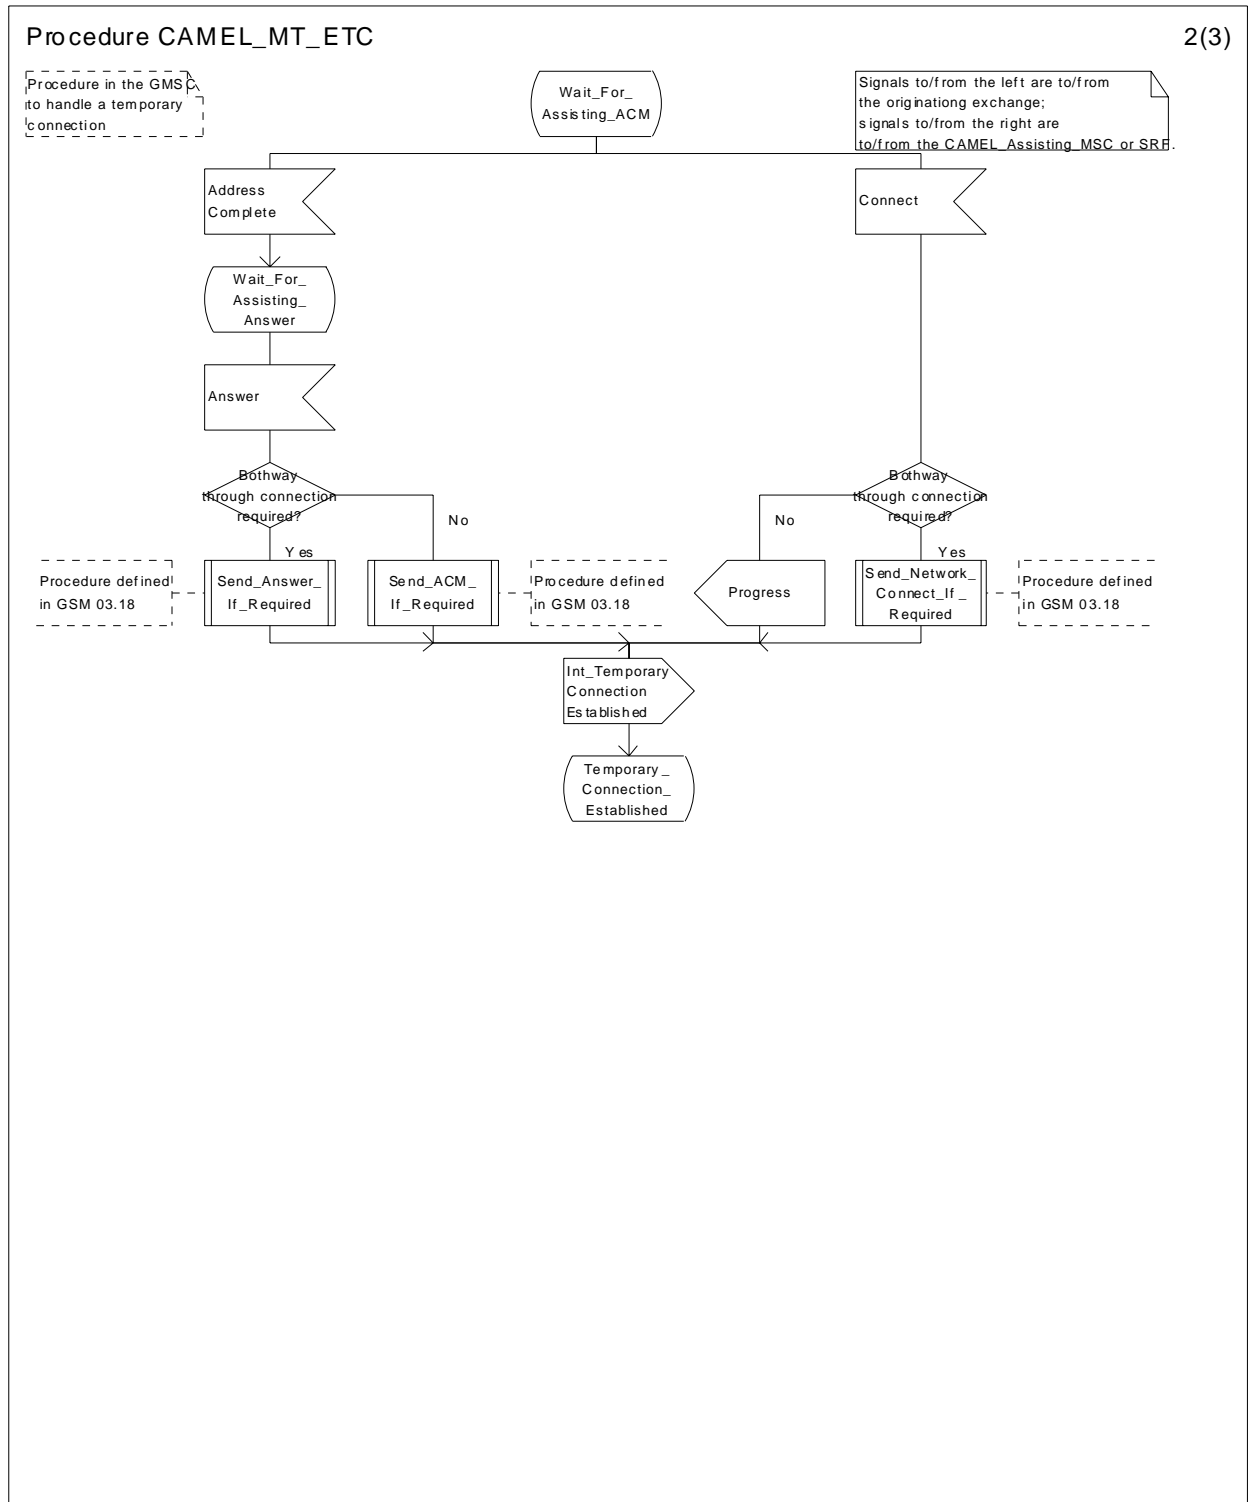 Procedure CAMEL_MT_ETC
2(3)
Procedure in the GMSC
to handle a temporary
connection
Wait_For_
Assisting_ACM
Signals to/from the left are to/from
the originationg exchange;
signals to/from the right are
to/from the CAMEL_Assisting_MSC or SRF.
Address
Complete
Connect
Wait_For_
Assisting_
Answer
Answer
Bothway
through connection
required?
No
Yes
Bothway
through connection
required?
No
Yes
Procedure defined
in GSM 03.18
Send_Answer_
If_Required
Send_ACM_
If_Required
Procedure defined
in GSM 03.18
Progress
Send_Network_
Connect_If_
Required
Procedure defined
in GSM 03.18
Int_Temporary
Connection
Established
Temporary_
Connection_
Established